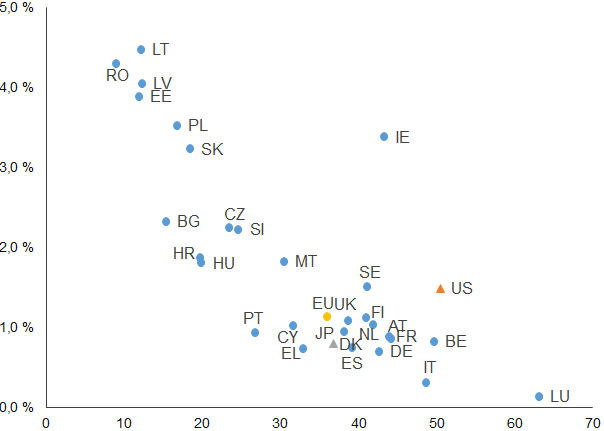 5,0 %
LT
RO
LV
4,0 %
EE
PL
IE
SK
3,0 %
CZ
BG
SI
2,0 %
HR
HU
MT
SE
US
PT
EU
UK
FI
1,0 %
CY
JP
DK
NL
AT
FR
BE
EL
ES
DE
IT
LU
0,0 %
0 10 20 30 40 50 60 70